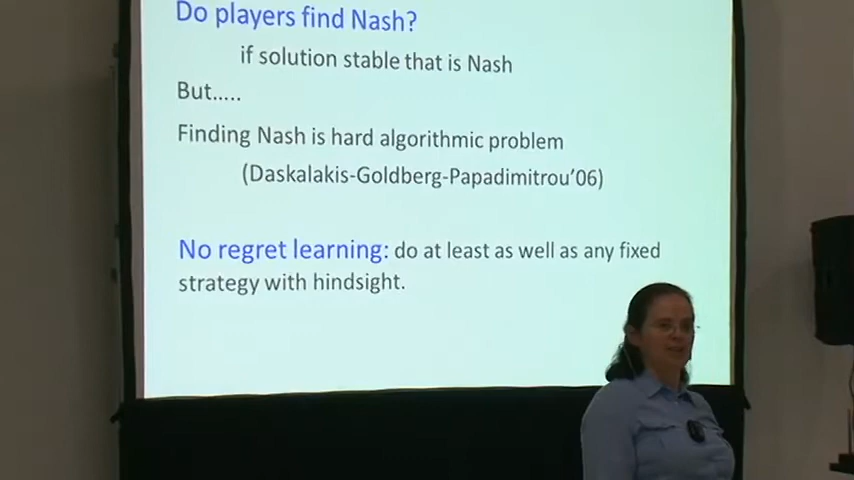 Do players find Nash?
if solution stable that is Nash
But.....
Finding Nash is hard algorithmic problem
(Daskalakis-Goldberg-Papadimitrou'06)
No regret learning: do at least as well as any fixed
strategy with hindsight.